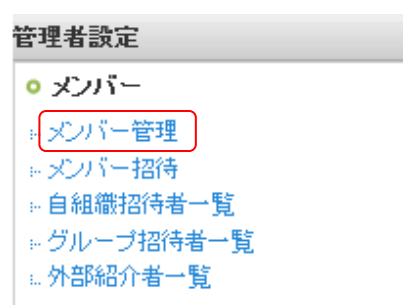 管理者設定
メンバー
メンバー管理
メンバー招待
自組織招待者一覧
グループ招待者一覧
外部紹介者一覧